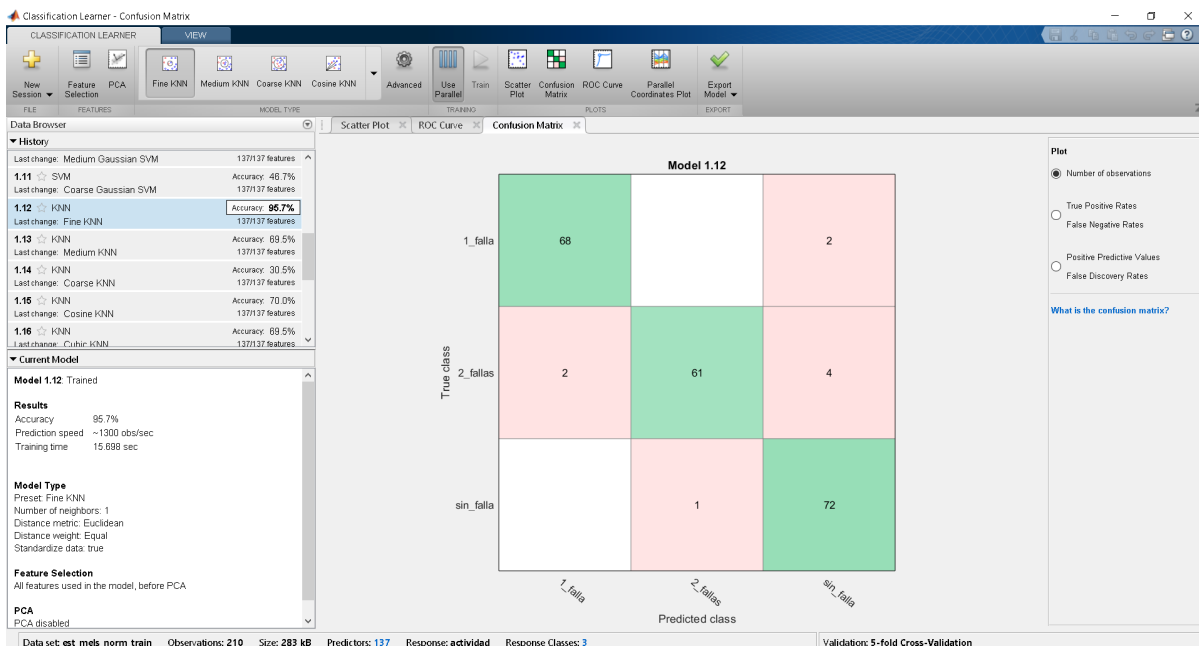 Classification Learner - Confusion Matrix
CLASSIFICATION LEARNER VIEW
New Session
Feature Selection
PCA
Fine KNN
Medium KNN
Coarse KNN
Cosine KNN
Advanced
Use Parallel
Train
Scatter Plot
Confusion Matrix
ROC Curve
Parallel Coordinates Plot
Export Model
FILE FEATURES MODEL TYPE TRAINING PLOTS EXPORT
Data Browser
Scatter Plot ROC Curve Confusion Matrix
History
Last change: Medium Gaussian SVM 137/137 features
1.11 SVM Accuracy: 46.7%
Last change: Coarse Gaussian SVM 137/137 features
1.12 KNN Accuracy: 95.7%
Last change: Fine KNN 137/137 features
1.13 KNN Accuracy: 69.5%
Last change: Medium KNN 137/137 features
1.14 KNN Accuracy: 30.5%
Last change: Coarse KNN 137/137 features
1.15 KNN Accuracy: 70.0%
Last change: Cosine KNN 137/137 features
1.16 KNN Accuracy: 69.5%
Last change: Cubic KNN 137/137 features
Current Model
Model 1.12: Trained
Results
Accuracy 95.7%
Prediction speed ~1300 obs/sec
Training time 15.698 sec
Model Type
Preset: Fine KNN
Number of neighbors: 1
Distance metric: Euclidean
Distance weight: Equal
Standardize data: true
Feature Selection
All features used in the model, before PCA
PCA
PCA disabled
Model 1.12
True class
1_falla 68 2
2_fallas 2 61 4
sin_falla 1 72
1_falla 2_fallas sin_falla
Predicted class
Plot
Number of observations
True Positive Rates
False Negative Rates
Positive Predictive Values
False Discovery Rates
What is the confusion matrix?
Data set: est_mels_norm_train Observations: 210 Size: 283 kB Predictors: 137 Response: actividad Response Classes: 3 Validation: 5-fold Cross-Validation